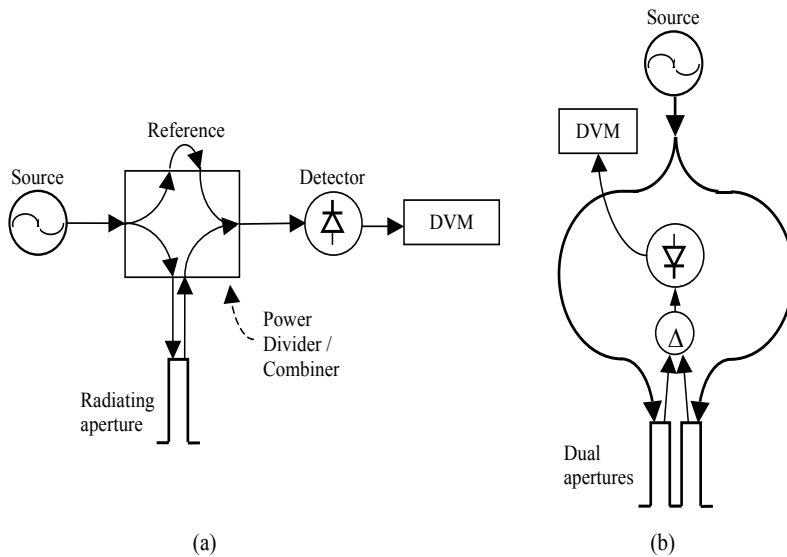 Source
Reference
Detector
DVM
Power
Divider /
Combiner
Radiating
aperture
(a)
Source
DVM
Δ
Dual
apertures
(b)